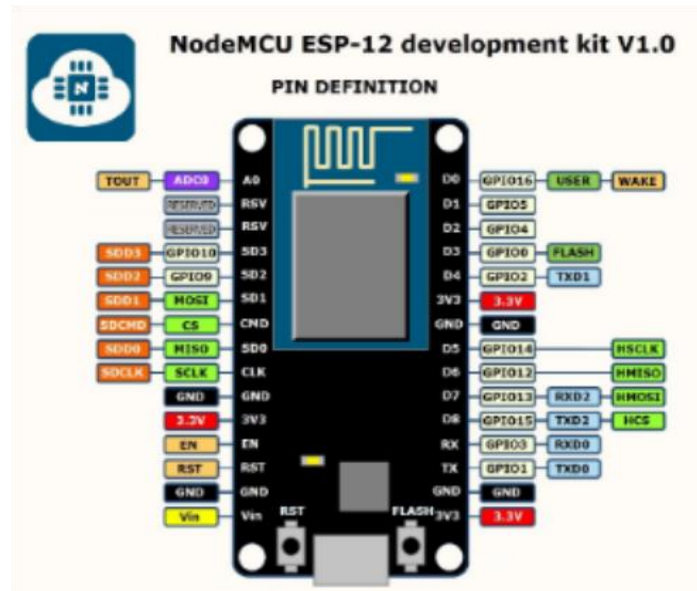 NodeMCU ESP-12 development kit V1.0
PIN DEFINITION
N
TOUT ADC0 A0 D0 GPIO16 USER WAKE
RESERVED RSV D1 GPIO5
RESERVED RSV D2 GPIO4
SDD3 GPIO10 SD3 D3 GPIO0 FLASH
SDD2 GPIO9 SD2 D4 GPIO2 TXD1
SDD1 MOSI SD1 3V3 3.3V
SDCMD CS CMD GND GND
SDD0 MISO SD0 D5 GPIO14 HSCLK
SDCLK SCLK CLK D6 GPIO12 HMISO
GND GND D7 GPIO13 RXD2 HMOSI
3.3V 3V3 D8 GPIO15 TXD2 HCS
EN EN RX GPIO3 RXD0
RST RST TX GPIO1 TXD0
GND GND GND GND
Vin Vin RST FLASH 3V3 3.3V